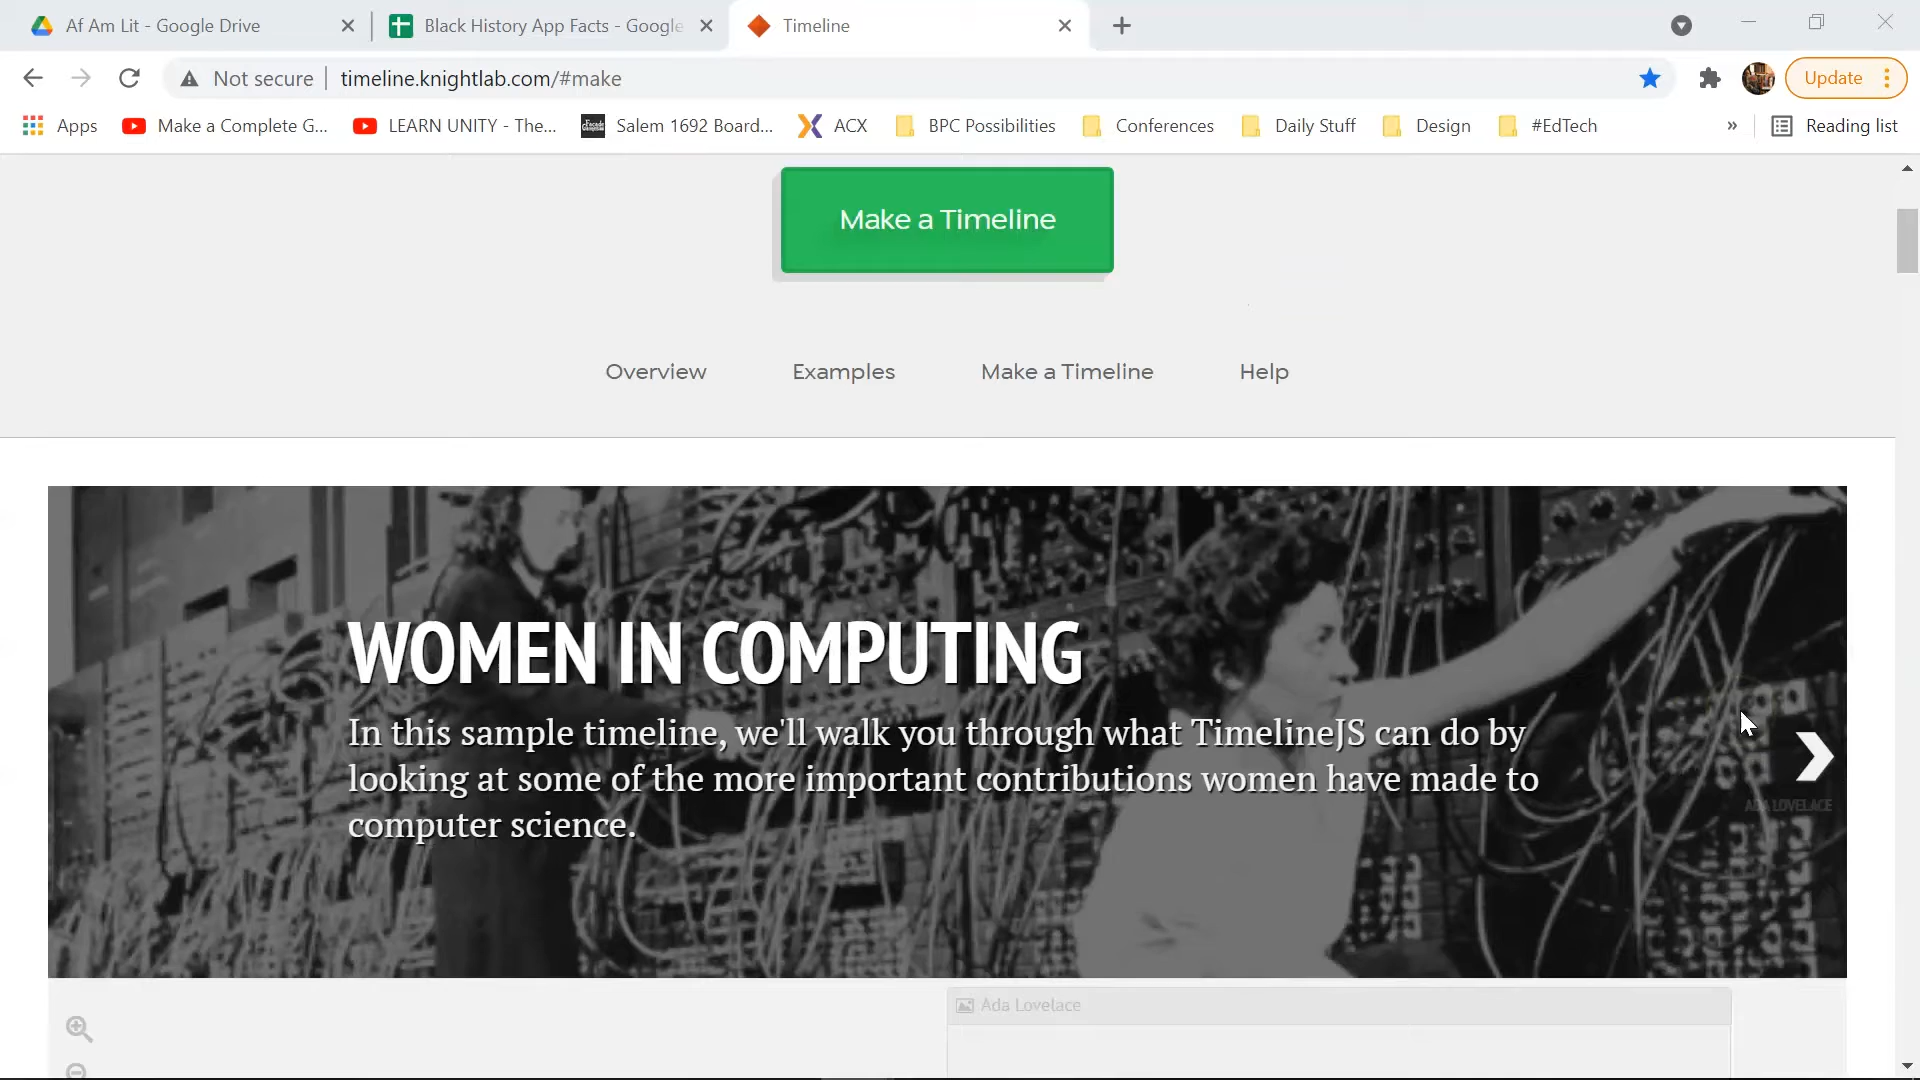 Af Am Lit - Google Drive
Black History App Facts - Google
Timeline
Not secure
timeline.knightlab.com/#make
Update
Apps
Make a Complete G...
LEARN UNITY - The...
Salem 1692 Board...
ACX
BPC Possibilities
Conferences
Daily Stuff
Design
#EdTech
»
Reading list
Make a Timeline
Overview
Examples
Make a Timeline
Help
WOMEN IN COMPUTING
In this sample timeline, we'll walk you through what TimelineJS can do by
looking at some of the more important contributions women have made to
computer science.
ADA LOVELACE
Ada Lovelace